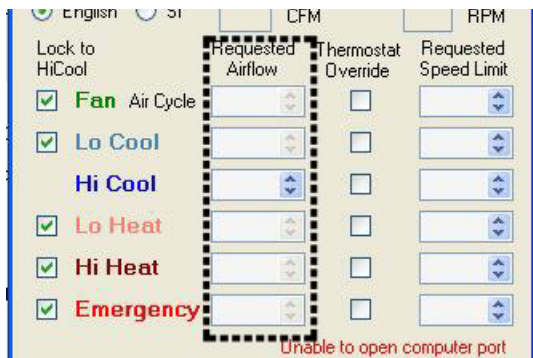 English SI CFM RPM
Lock to HiCool Requested Airflow Thermostat Override Requested Speed Limit
Fan Air Cycle
Lo Cool
Hi Cool
Lo Heat
Hi Heat
Emergency
Unable to open computer port